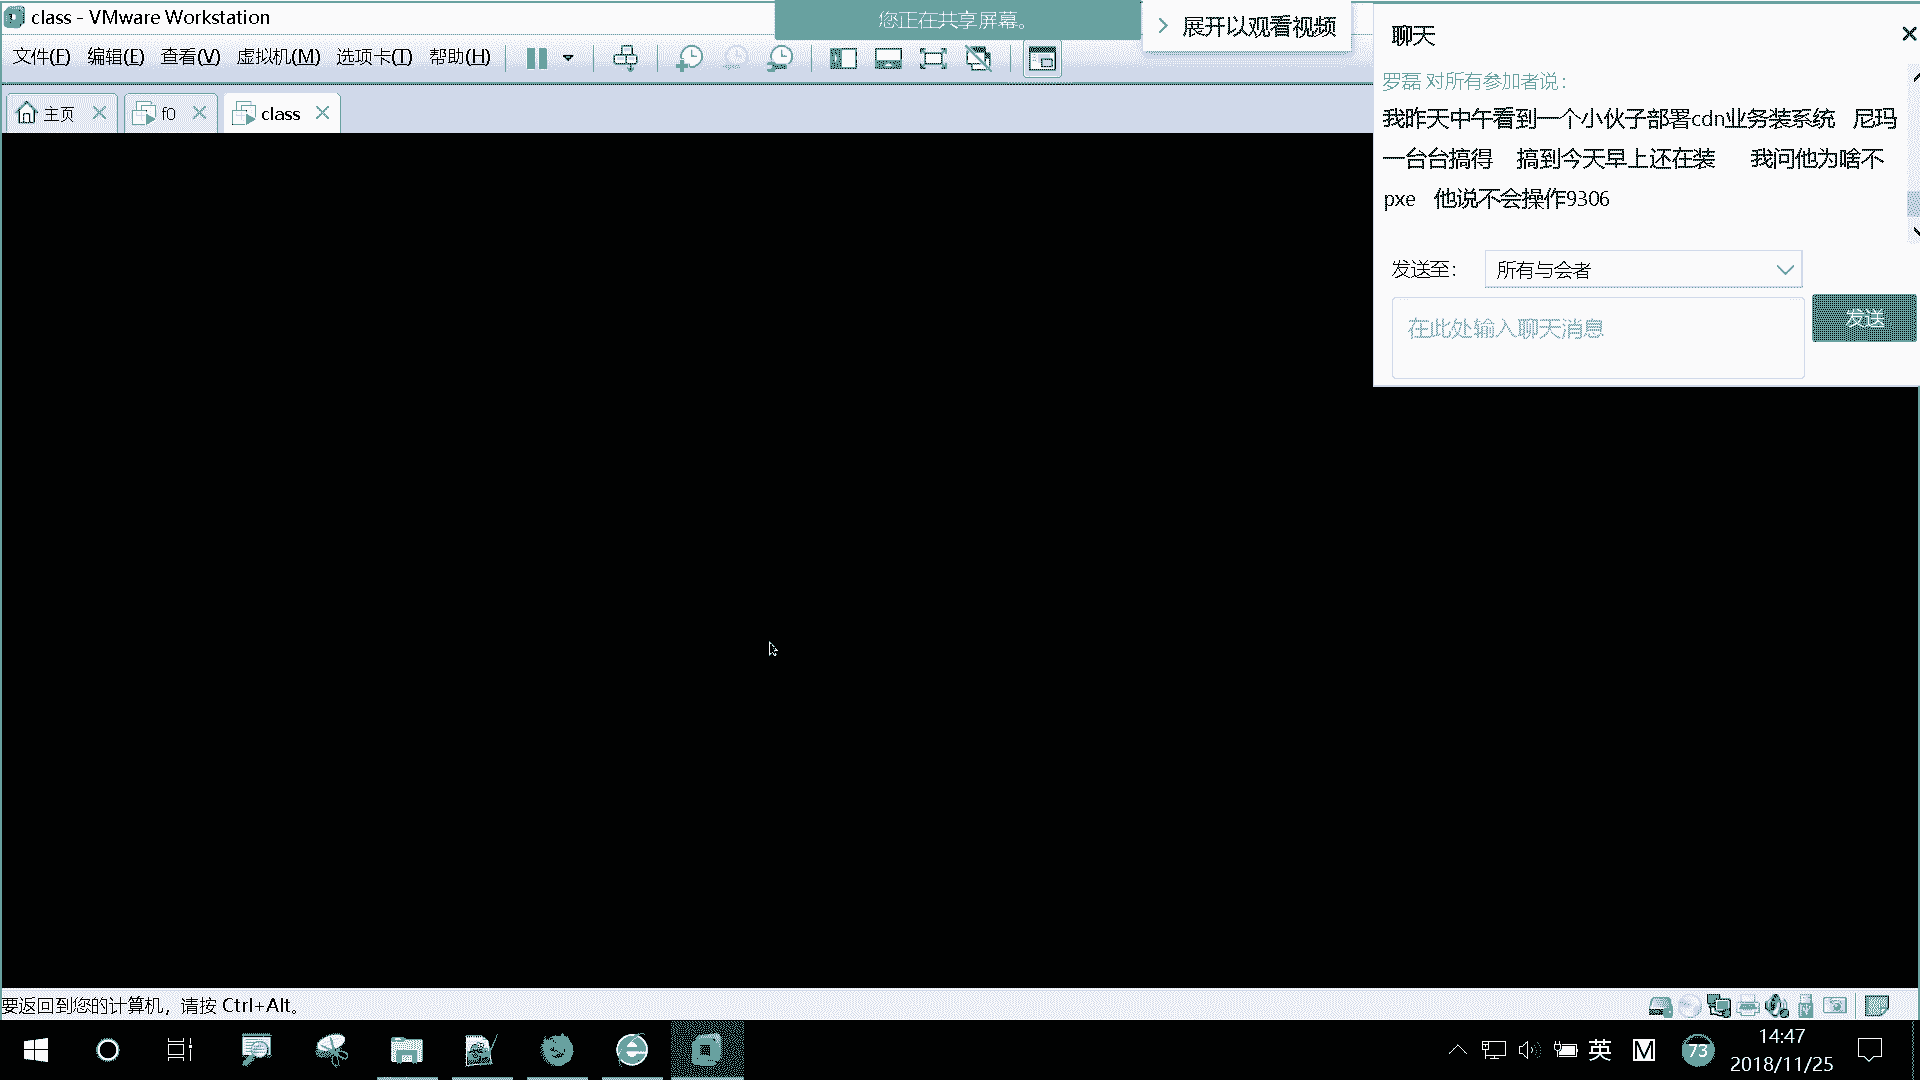 class - VMware Workstation
您正在共享屏幕。
展开以观看视频
文件(F) 编辑(E) 查看(V) 虚拟机(M) 选项卡(T) 帮助(H)
主页
f0
class
聊天
罗磊 对所有参加者说：
我昨天中午看到一个小伙子部署cdn业务装系统 尼玛
一台台搞得 搞到今天早上还在装 我问他为啥不
pxe 他说不会操作9306
发送至：
所有与会者
在此处输入聊天消息
发送
要返回到您的计算机，请按 Ctrl+Alt。
英
M
73
14:47
2018/11/25